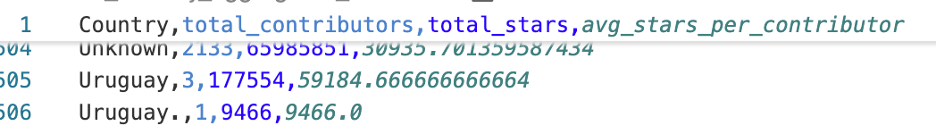 1 Country,total_contributors,total_stars,avg_stars_per_contributor
504 Unknown,2133,65985851,30935.701359587434
505 Uruguay,3,177554,59184.666666666664
506 Uruguay.,1,9466,9466.0